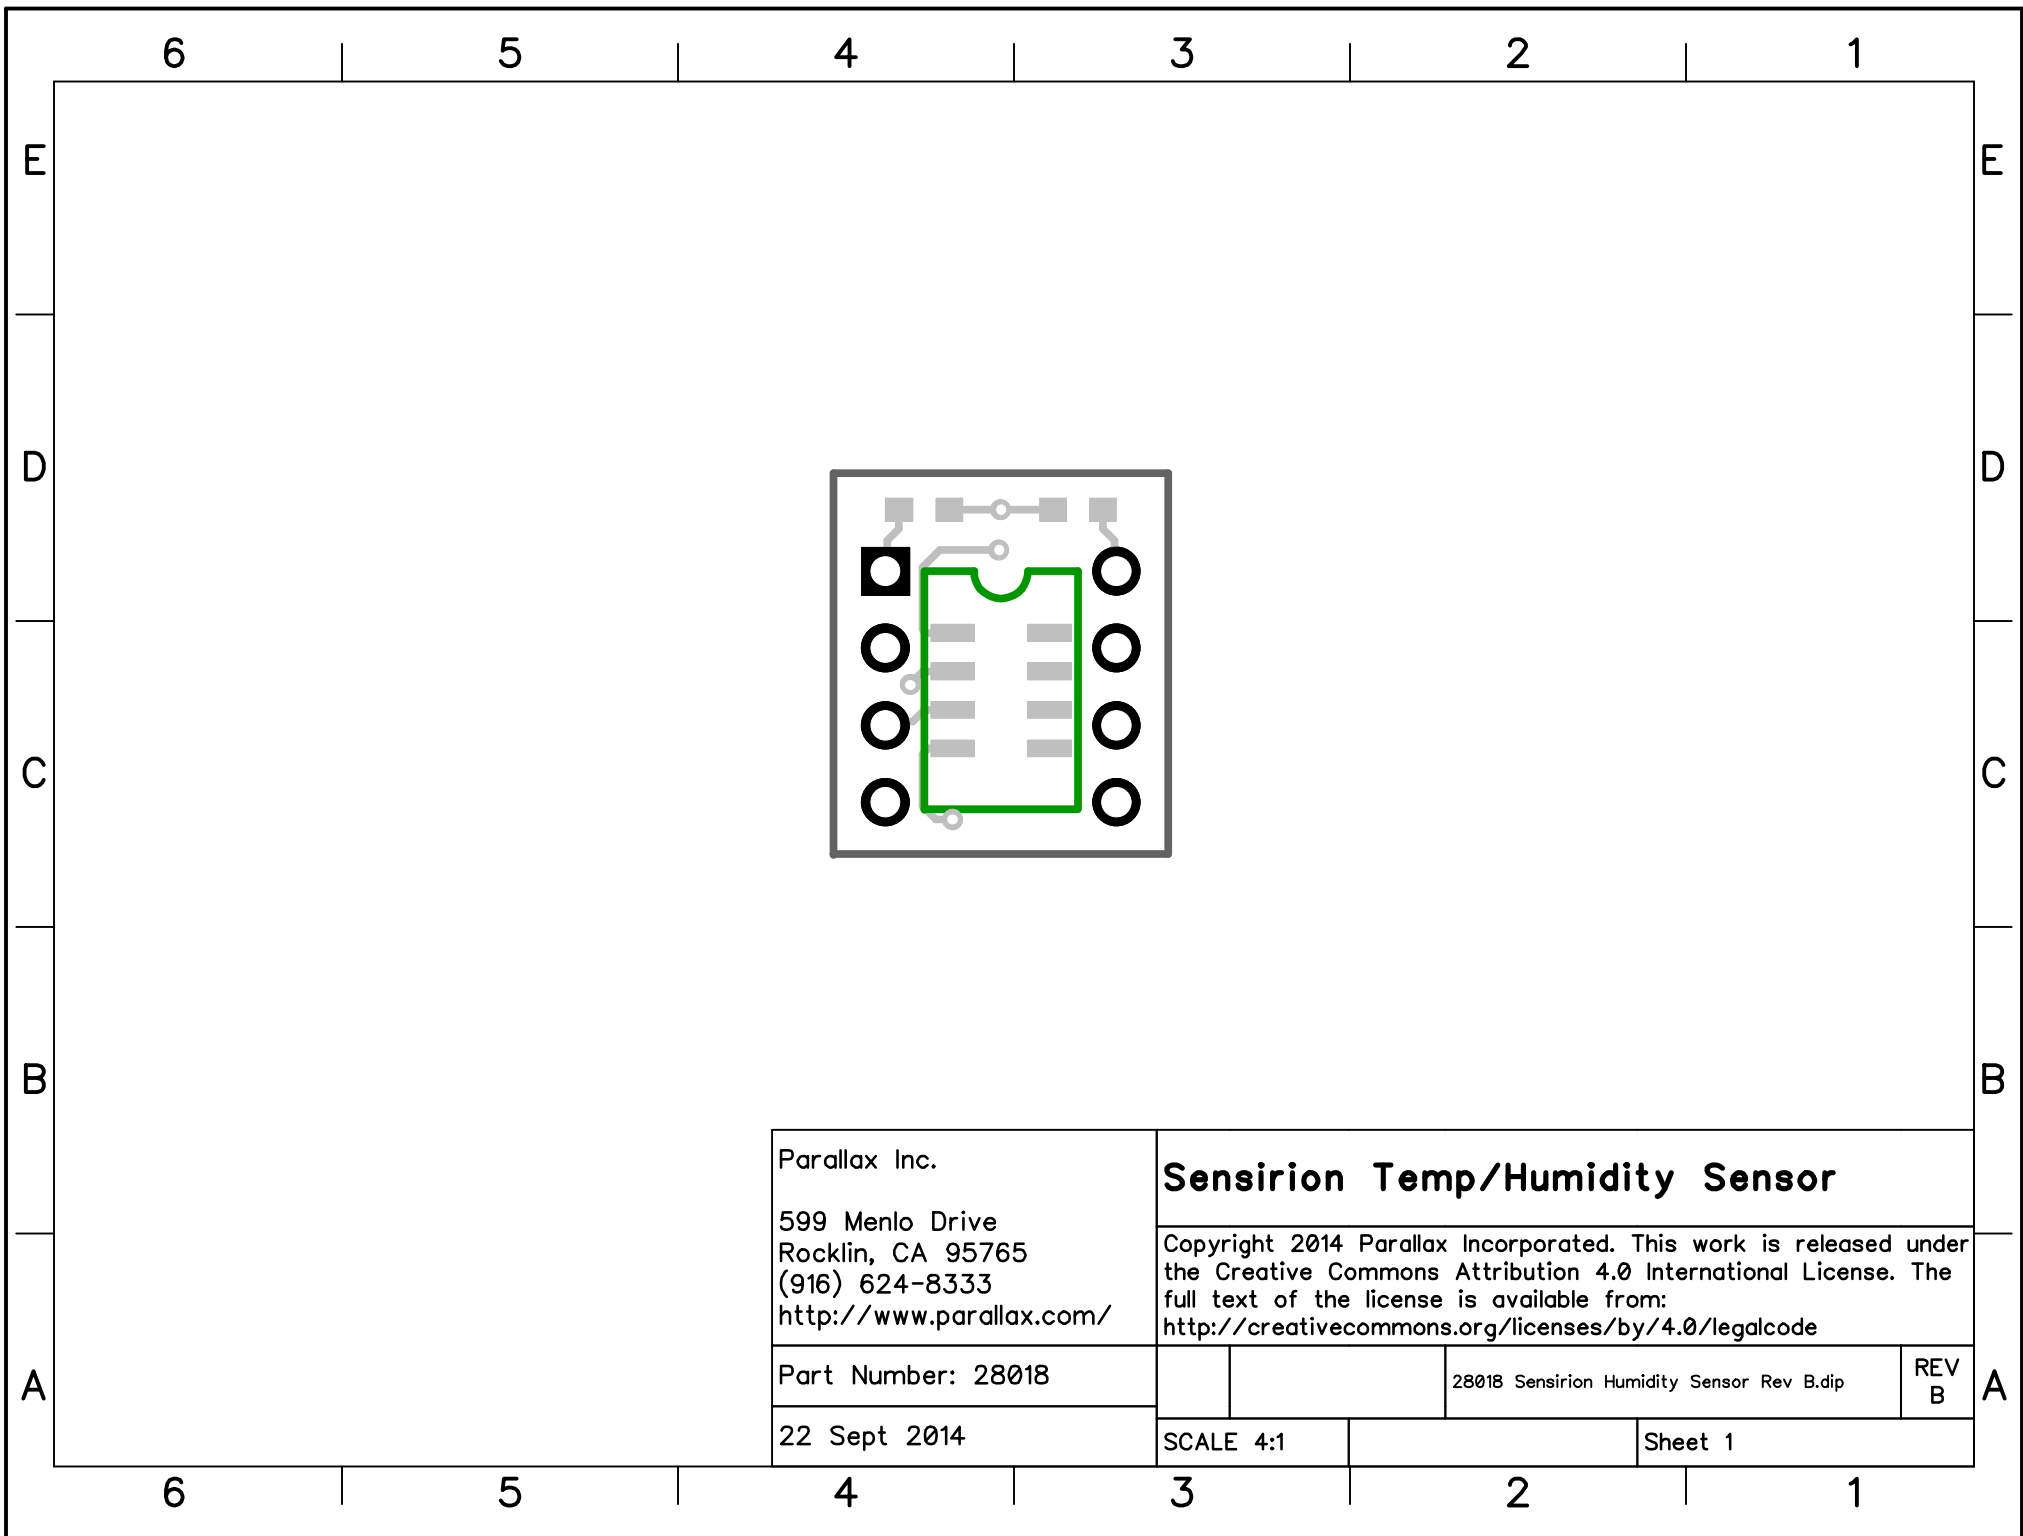 6 5 4 3 2 1
E E
D D
C C
B B
Parallax Inc.
599 Menlo Drive
Rocklin, CA 95765
(916) 624-8333
http://www.parallax.com/
Part Number: 28018
22 Sept 2014
Sensirion Temp/Humidity Sensor
Copyright 2014 Parallax Incorporated. This work is released under
the Creative Commons Attribution 4.0 International License. The
full text of the license is available from:
http://creativecommons.org/licenses/by/4.0/legalcode
28018 Sensirion Humidity Sensor Rev B.dip
REV
B
SCALE 4:1
Sheet 1
A A
6 5 4 3 2 1